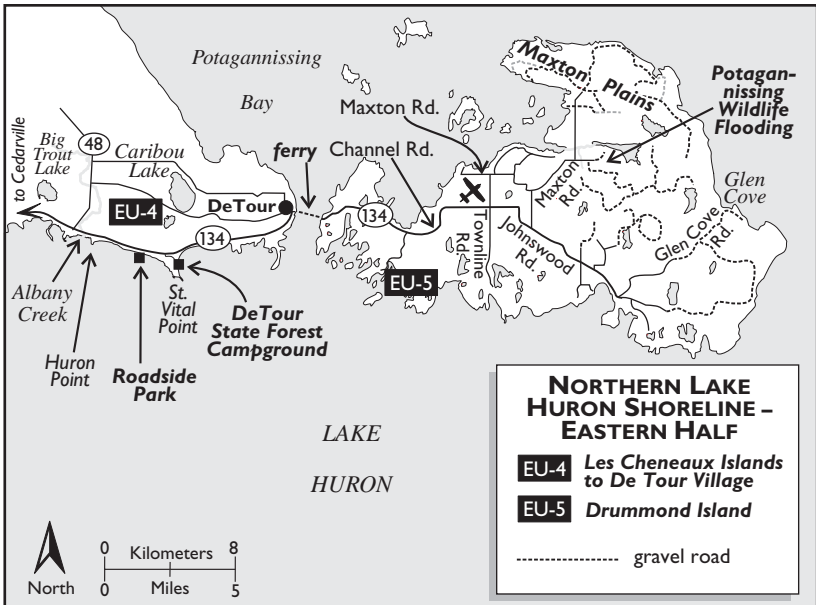 Potagannissing
Bay
Maxton
Plains
Potagan-
nissing
Wildlife
Flooding
Maxton Rd.
Channel Rd.
ferry
to Cedarville
Big
Trout
Lake
48
Caribou
Lake
DeTour
EU-4
134
134
EU-5
Townline
Rd.
Maxton
Rd.
Johnswood
Rd.
Glen
Cove
Glen Cove
Rd.
Albany
Creek
Huron
Point
Roadside
Park
St.
Vital
Point
DeTour
State Forest
Campground
LAKE
HURON
NORTHERN LAKE
HURON SHORELINE –
EASTERN HALF
EU-4 Les Cheneaux Islands
to De Tour Village
EU-5 Drummond Island
gravel road
North
0 8
Kilometers
Miles
0 5